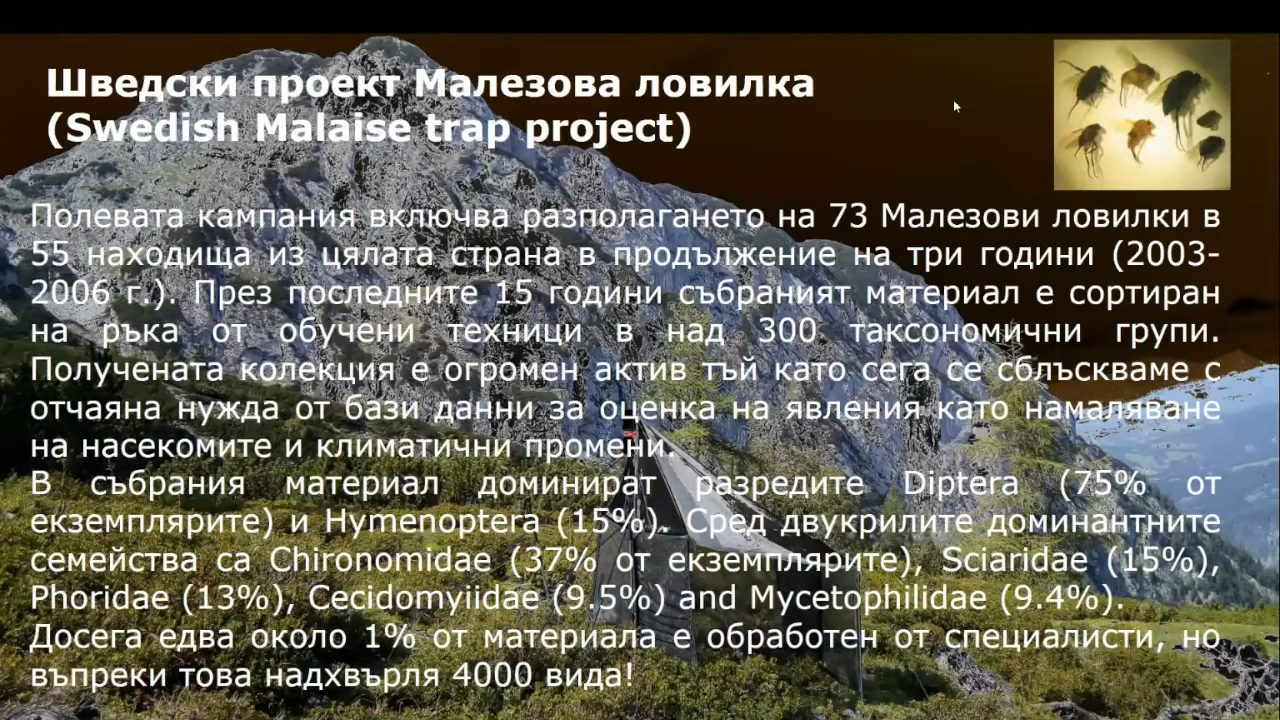 Шведски проект Малезова ловилка
(Swedish Malaise trap project)
Полевата кампания включва разполагането на 73 Малезови ловилки в
55 находища из цялата страна в продължение на три години (2003-
2006 г.). През последните 15 години събраният материал е сортиран
на ръка от обучени техници в над 300 таксономични групи.
Получената колекция е огромен актив тъй като сега се сблъскваме с
отчаяна нужда от бази данни за оценка на явления като намаляване
на насекомите и климатични промени.
В събрания материал доминират разредите Diptera (75% от
екземплярите) и Hymenoptera (15%). Сред двукрилите доминантните
семейства са Chironomidae (37% от екземплярите), Sciaridae (15%),
Phoridae (13%), Cecidomyiidae (9.5%) and Mycetophilidae (9.4%).
Досега едва около 1% от материала е обработен от специалисти, но
въпреки това надхвърля 4000 вида!